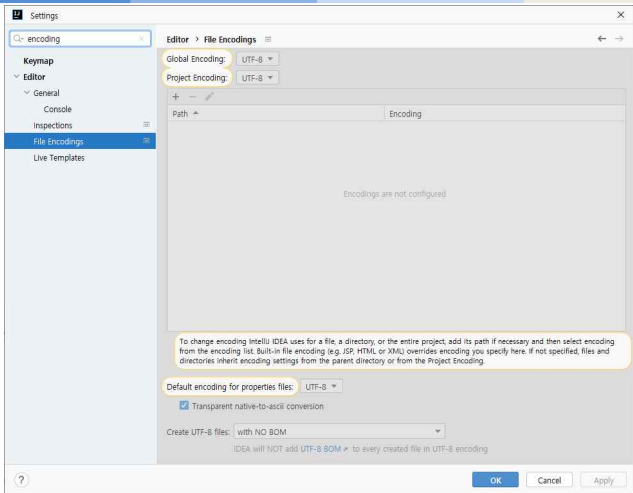 Settings
encoding
Keymap
Editor
General
Console
Inspections
File Encodings
Live Templates
Editor > File Encodings
Global Encoding: UTF-8
Project Encoding: UTF-8
Path Encoding
Encodings are not configured
To change encoding IntelliJ IDEA uses for a file, a directory, or the entire project, add its path if necessary and then select encoding
from the encoding list. Built-in file encoding (e.g. JSP, HTML or XML) overrides encoding you specify here. If not specified, files and
directories inherit encoding settings from the parent directory or from the Project Encoding.
Default encoding for properties files: UTF-8
Transparent native-to-ascii conversion
Create UTF-8 files: with NO BOM
IDEA will NOT add UTF-8 BOM ↗ to every created file in UTF-8 encoding
?
OK Cancel Apply